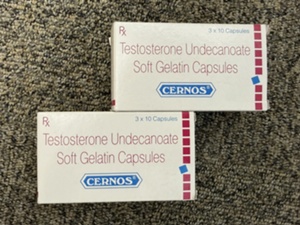 Rx 3 x 10 Capsules
Testosterone Undecanoate
Soft Gelatin Capsules
CERNOS®
Rx 3 x 10 Capsules
Testosterone Undecanoate
Soft Gelatin Capsules
CERNOS®